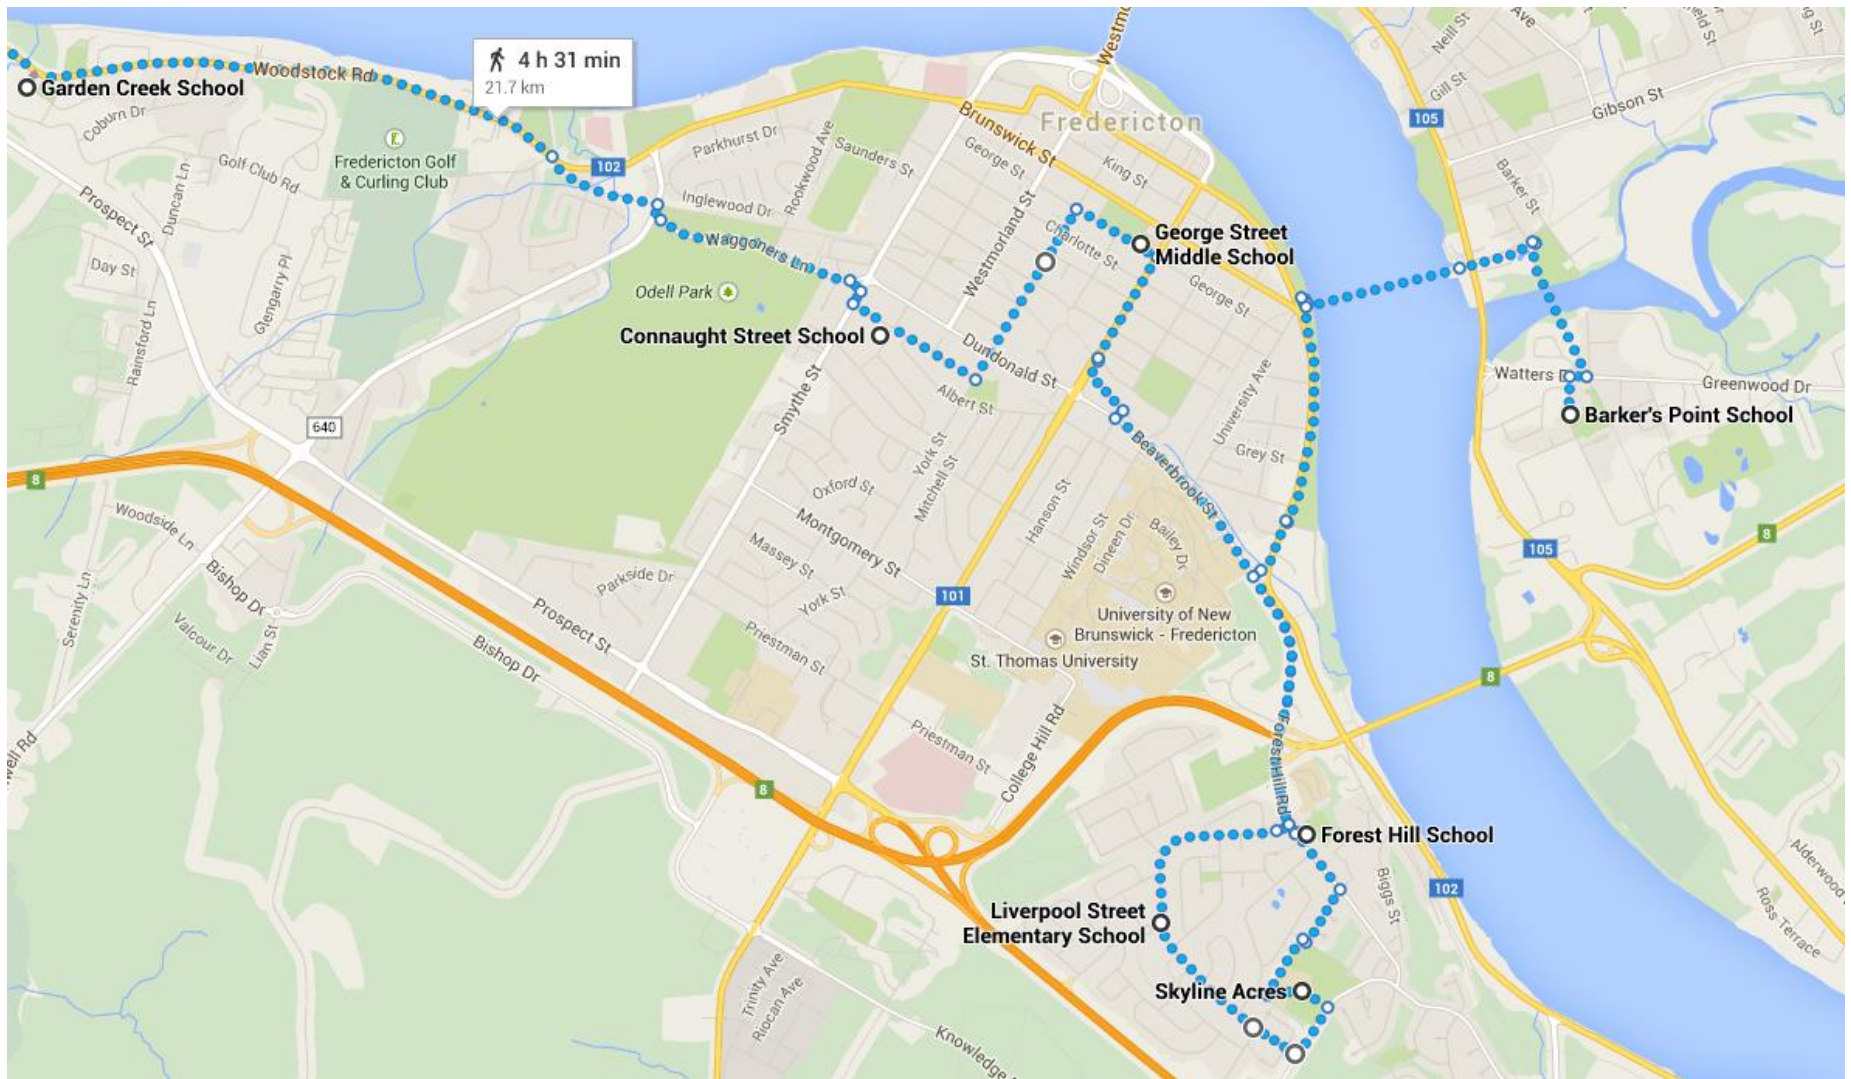 Westmo
Ave
Neill St
Gill St
Gibson St
4 h 31 min
21.7 km
Woodstock Rd
Garden Creek School
Coburn Dr
Golf Club Rd
Duncan Ln
Fredericton Golf
& Curling Club
102
Parkhurst Dr
Rookwood Ave
Saunders St
Brunswick St
Fredericton
George St
King St
105
Barker St
Prospect St
Inglewood Dr
Westmorland St
Charlotte St
George Street
Middle School
Waggoners Ln
George St
Day St
Glengarry Pl
Rainsford Ln
Odell Park
Connaught Street School
Dundonald St
Albert St
Smythe St
University Ave
Watters
Greenwood Dr
Barker's Point School
640
York St
Mitchell St
Beaverbrook St
Grey St
8
Oxford St
Hanson St
Windsor St
Dineen Dr
Bailey Dr
Woodside Ln
Montgomery St
Massey St
105
8
Bishop Dr
Serenity Ln
Parkside Dr
York St
101
University of New
Brunswick - Fredericton
St. Thomas University
Valcour Dr
Lian St
Prospect St
Bishop Dr
Priestman St
8
Forest Hill Rd
Priestman St
College Hill Rd
8
Forest Hill School
Biggs St
102
Alderwood
Ross Terrace
Liverpool Street
Elementary School
Skyline Acres
Trinity Ave
Riocan Ave
Knowledge